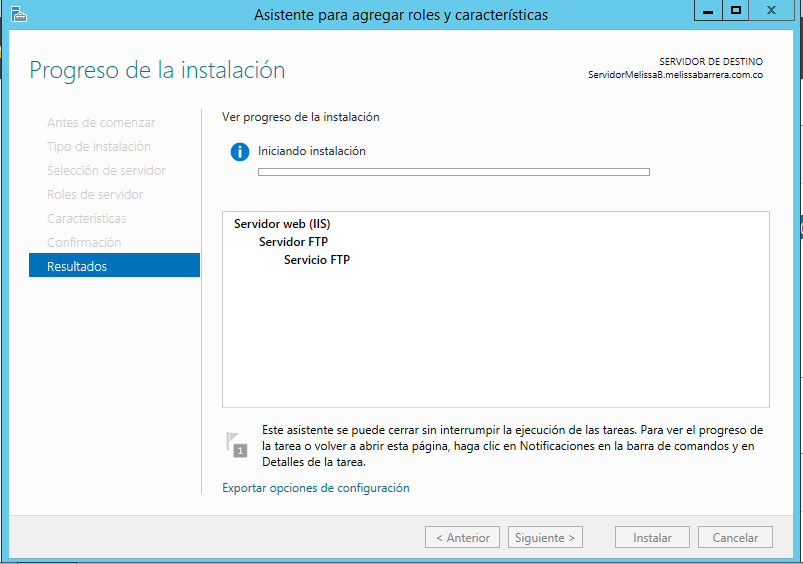 Asistente para agregar roles y características
Progreso de la instalación
SERVIDOR DE DESTINO
ServidorMelissaB.melissabarrera.com.co
Antes de comenzar
Tipo de instalación
Selección de servidor
Roles de servidor
Características
Confirmación
Resultados
Ver progreso de la instalación
Iniciando instalación
Servidor web (IIS)
Servidor FTP
Servicio FTP
1
Este asistente se puede cerrar sin interrumpir la ejecución de las tareas. Para ver el progreso de
la tarea o volver a abrir esta página, haga clic en Notificaciones en la barra de comandos y en
Detalles de la tarea.
Exportar opciones de configuración
< Anterior
Siguiente >
Instalar
Cancelar